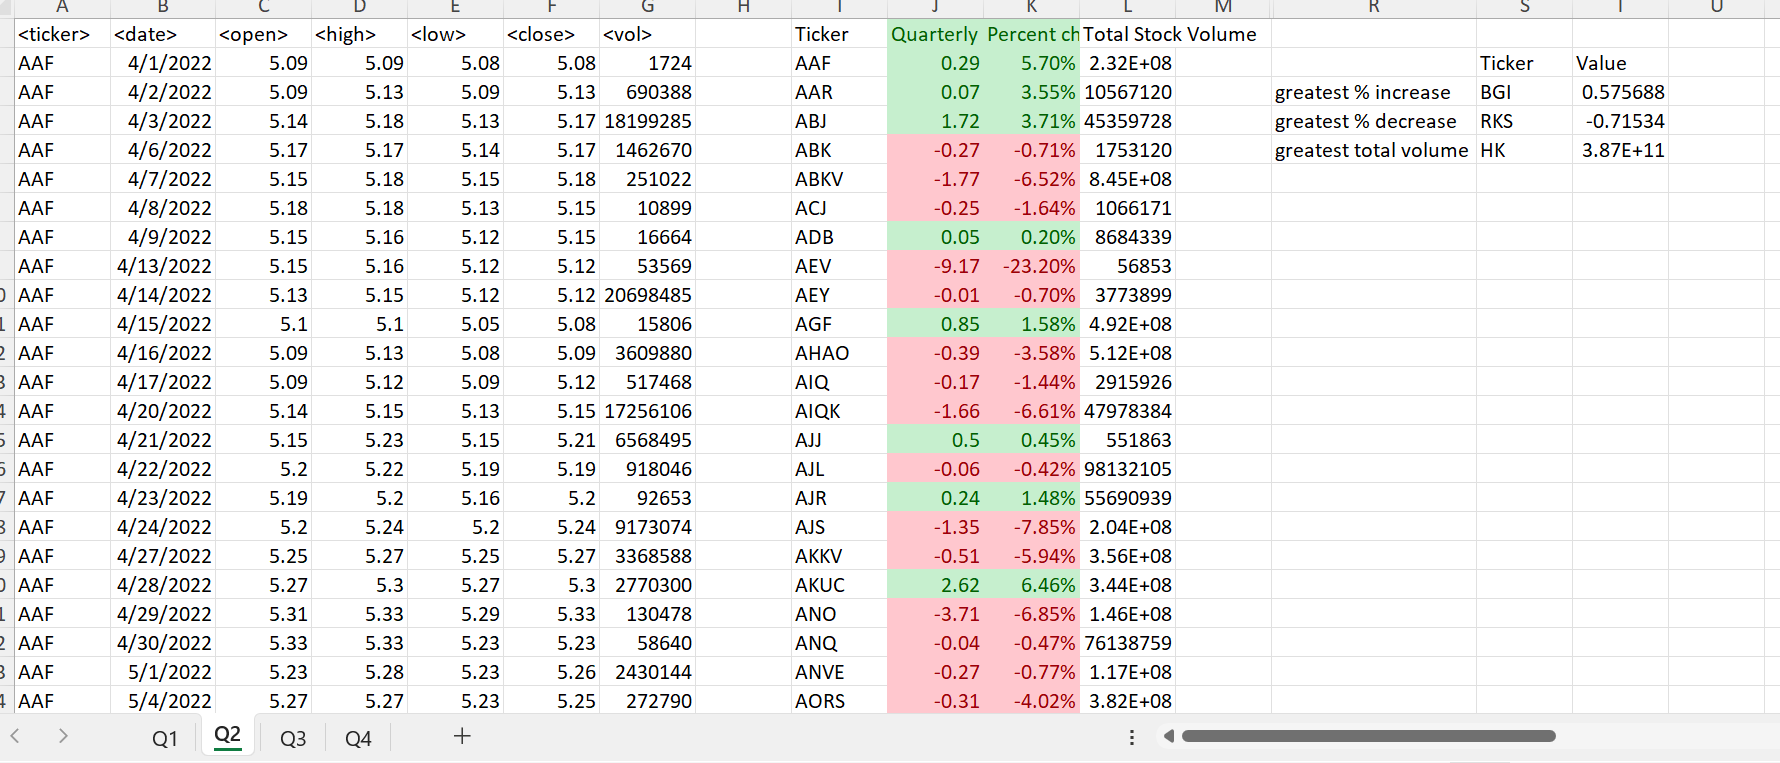 A B C D E F G H I J K L M R S T U
<ticker> <date> <open> <high> <low> <close> <vol> Ticker Quarterly Percent ch Total Stock Volume
AAF 4/1/2022 5.09 5.09 5.08 5.08 1724 AAF 0.29 5.70% 2.32E+08 Ticker Value
AAF 4/2/2022 5.09 5.13 5.09 5.13 690388 AAR 0.07 3.55% 10567120 greatest % increase BGI 0.575688
AAF 4/3/2022 5.14 5.18 5.13 5.17 18199285 ABJ 1.72 3.71% 45359728 greatest % decrease RKS -0.71534
AAF 4/6/2022 5.17 5.17 5.14 5.17 1462670 ABK -0.27 -0.71% 1753120 greatest total volume HK 3.87E+11
AAF 4/7/2022 5.15 5.18 5.15 5.18 251022 ABKV -1.77 -6.52% 8.45E+08
AAF 4/8/2022 5.18 5.18 5.13 5.15 10899 ACJ -0.25 -1.64% 1066171
AAF 4/9/2022 5.15 5.16 5.12 5.15 16664 ADB 0.05 0.20% 8684339
AAF 4/13/2022 5.15 5.16 5.12 5.12 53569 AEV -9.17 -23.20% 56853
AAF 4/14/2022 5.13 5.15 5.12 5.12 20698485 AEY -0.01 -0.70% 3773899
AAF 4/15/2022 5.1 5.1 5.05 5.08 15806 AGF 0.85 1.58% 4.92E+08
AAF 4/16/2022 5.09 5.13 5.08 5.09 3609880 AHAO -0.39 -3.58% 5.12E+08
AAF 4/17/2022 5.09 5.12 5.09 5.12 517468 AIQ -0.17 -1.44% 2915926
AAF 4/20/2022 5.14 5.15 5.13 5.15 17256106 AIQK -1.66 -6.61% 47978384
AAF 4/21/2022 5.15 5.23 5.15 5.21 6568495 AJJ 0.5 0.45% 551863
AAF 4/22/2022 5.2 5.22 5.19 5.19 918046 AJL -0.06 -0.42% 98132105
AAF 4/23/2022 5.19 5.2 5.16 5.2 92653 AJR 0.24 1.48% 55690939
AAF 4/24/2022 5.2 5.24 5.2 5.24 9173074 AJS -1.35 -7.85% 2.04E+08
AAF 4/27/2022 5.25 5.27 5.25 5.27 3368588 AKKV -0.51 -5.94% 3.56E+08
AAF 4/28/2022 5.27 5.3 5.27 5.3 2770300 AKUC 2.62 6.46% 3.44E+08
AAF 4/29/2022 5.31 5.33 5.29 5.33 130478 ANO -3.71 -6.85% 1.46E+08
AAF 4/30/2022 5.33 5.33 5.23 5.23 58640 ANQ -0.04 -0.47% 76138759
AAF 5/1/2022 5.23 5.28 5.23 5.26 2430144 ANVE -0.27 -0.77% 1.17E+08
AAF 5/4/2022 5.27 5.27 5.23 5.25 272790 AORS -0.31 -4.02% 3.82E+08
Q1 Q2 Q3 Q4